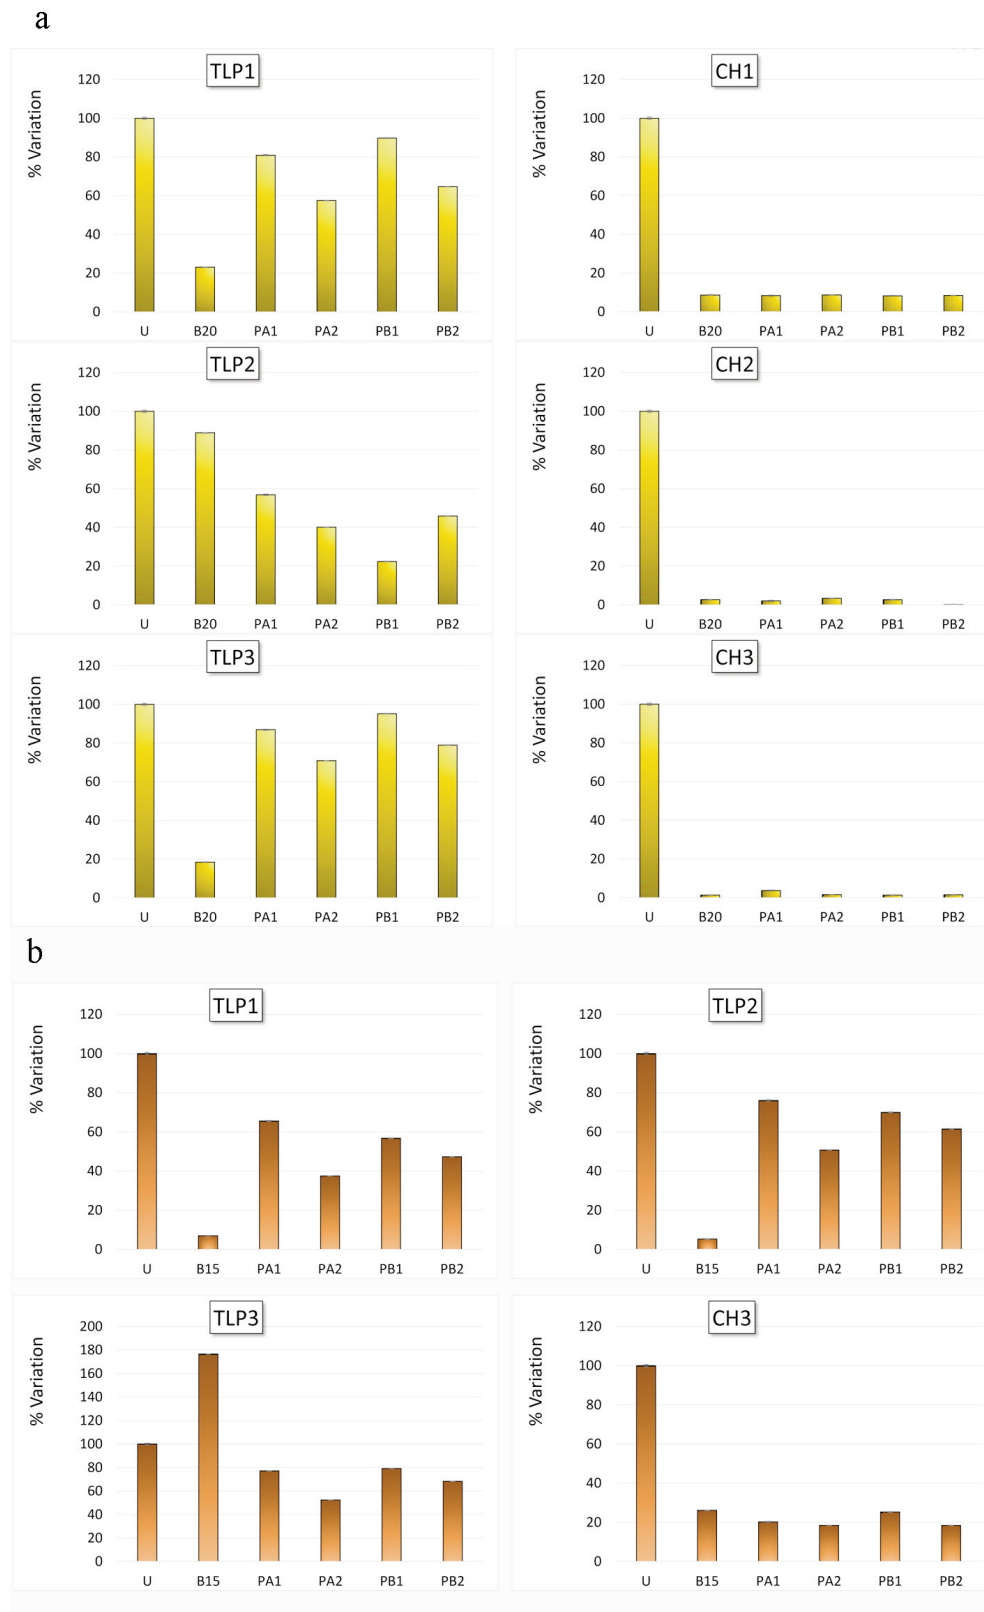 a
TLP1
% Variation
120
100
80
60
40
20
0
U B20 PA1 PA2 PB1 PB2
CH1
% Variation
120
100
80
60
40
20
0
U B20 PA1 PA2 PB1 PB2
TLP2
% Variation
120
100
80
60
40
20
0
U B20 PA1 PA2 PB1 PB2
CH2
% Variation
120
100
80
60
40
20
0
U B20 PA1 PA2 PB1 PB2
TLP3
% Variation
120
100
80
60
40
20
0
U B20 PA1 PA2 PB1 PB2
CH3
% Variation
120
100
80
60
40
20
0
U B20 PA1 PA2 PB1 PB2
b
TLP1
% Variation
120
100
80
60
40
20
0
U B15 PA1 PA2 PB1 PB2
TLP2
% Variation
120
100
80
60
40
20
0
U B15 PA1 PA2 PB1 PB2
TLP3
% Variation
200
180
160
140
120
100
80
60
40
20
0
U B15 PA1 PA2 PB1 PB2
CH3
% Variation
120
100
80
60
40
20
0
U B15 PA1 PA2 PB1 PB2